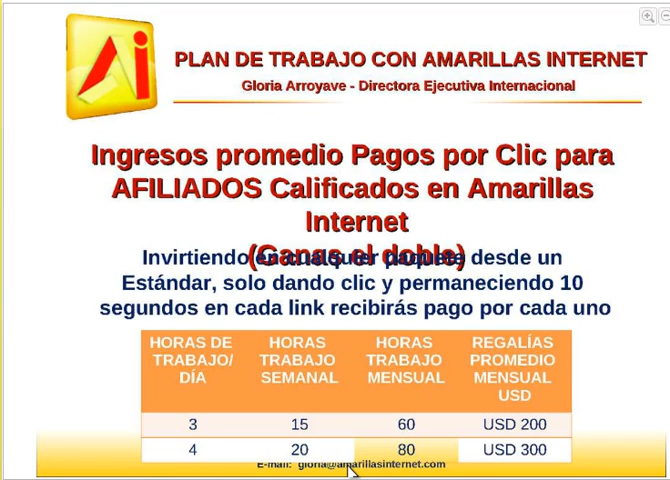 Ai
PLAN DE TRABAJO CON AMARILLAS INTERNET
Gloria Arroyave - Directora Ejecutiva Internacional
Ingresos promedio Pagos por Clic para
AFILIADOS Calificados en Amarillas
Internet
(Ganas el doble)
Invirtiendo en cualquier paquete desde un
Estándar, solo dando clic y permaneciendo 10
segundos en cada link recibirás pago por cada uno
HORAS DE TRABAJO/ DÍA HORAS TRABAJO SEMANAL HORAS TRABAJO MENSUAL REGALÍAS PROMEDIO MENSUAL USD
3 15 60 USD 200
4 20 80 USD 300
E-mail: gloria@amarillasinternet.com